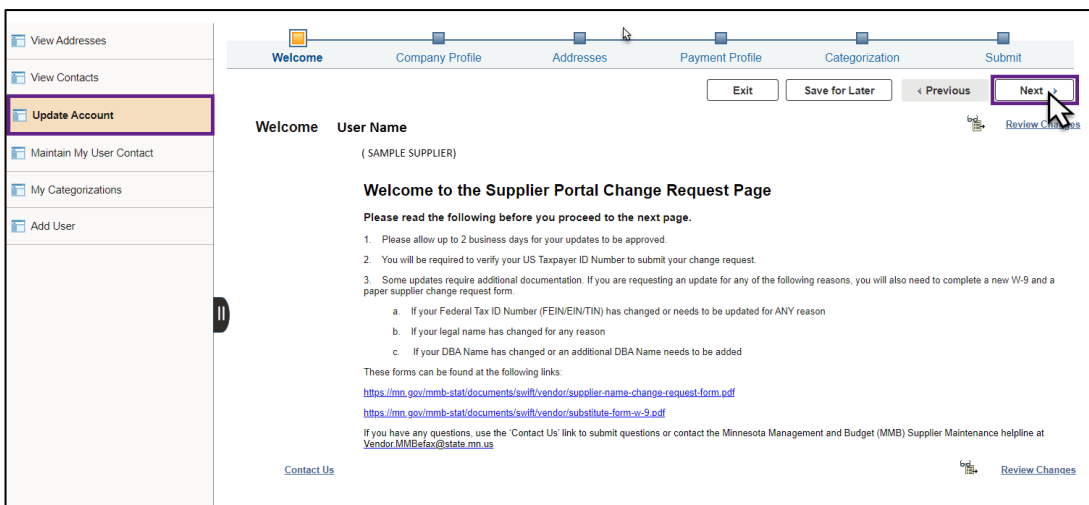 View Addresses
View Contacts
Update Account
Maintain My User Contact
My Categorizations
Add User
Welcome Company Profile Addresses Payment Profile Categorization Submit
Exit Save for Later Previous Next
Welcome User Name Review Changes
( SAMPLE SUPPLIER)
Welcome to the Supplier Portal Change Request Page
Please read the following before you proceed to the next page.
1. Please allow up to 2 business days for your updates to be approved.
2. You will be required to verify your US Taxpayer ID Number to submit your change request.
3. Some updates require additional documentation. If you are requesting an update for any of the following reasons, you will also need to complete a new W-9 and a
paper supplier change request form.
a. If your Federal Tax ID Number (FEIN/EIN/TIN) has changed or needs to be updated for ANY reason
b. If your legal name has changed for any reason
c. If your DBA Name has changed or an additional DBA Name needs to be added
These forms can be found at the following links:
https://mn.gov/mmb-stat/documents/swift/vendor/supplier-name-change-request-form.pdf
https://mn.gov/mmb-stat/documents/swift/vendor/substitute-form-w-9.pdf
If you have any questions, use the 'Contact Us' link to submit questions or contact the Minnesota Management and Budget (MMB) Supplier Maintenance helpline at
Vendor.MMBefax@state.mn.us
Contact Us Review Changes